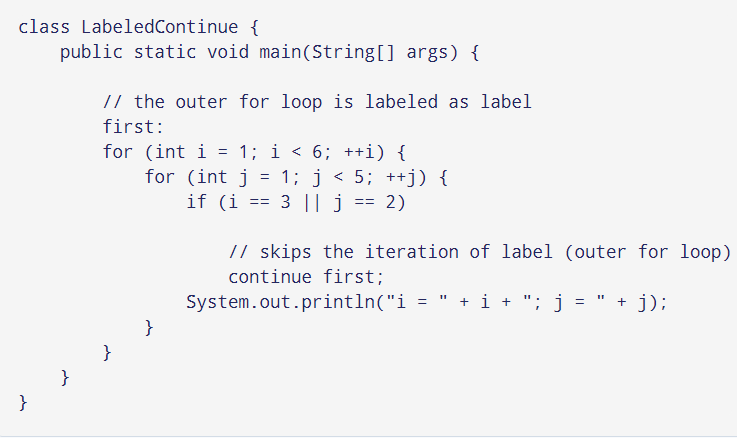 class LabeledContinue {
    public static void main(String[] args) {

        // the outer for loop is labeled as label
        first:
        for (int i = 1; i < 6; ++i) {
            for (int j = 1; j < 5; ++j) {
                if (i == 3 || j == 2)

                    // skips the iteration of label (outer for loop)
                    continue first;
                System.out.println("i = " + i + "; j = " + j);
            }
        }
    }
}